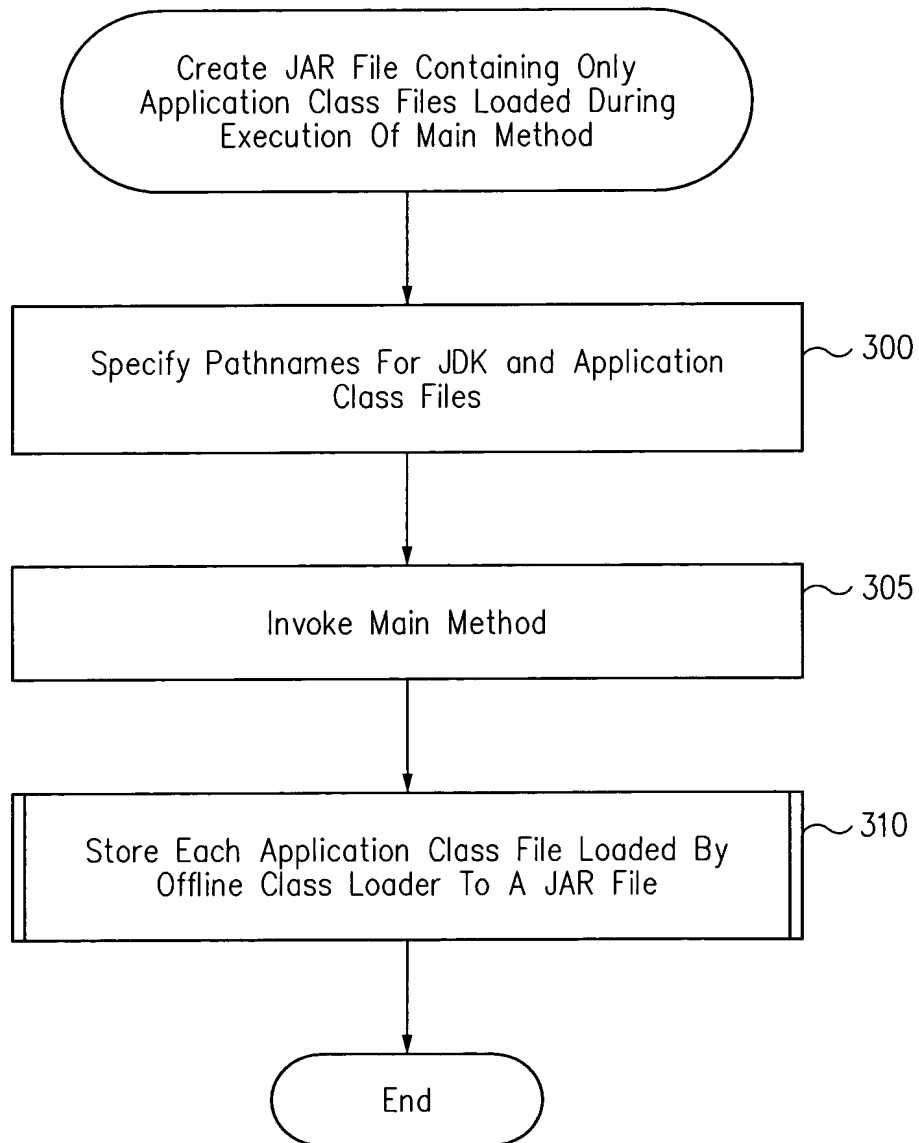 Create JAR File Containing Only
Application Class Files Loaded During
Execution Of Main Method
Specify Pathnames For JDK and Application
Class Files
300
Invoke Main Method
305
Store Each Application Class File Loaded By
Offline Class Loader To A JAR File
310
End